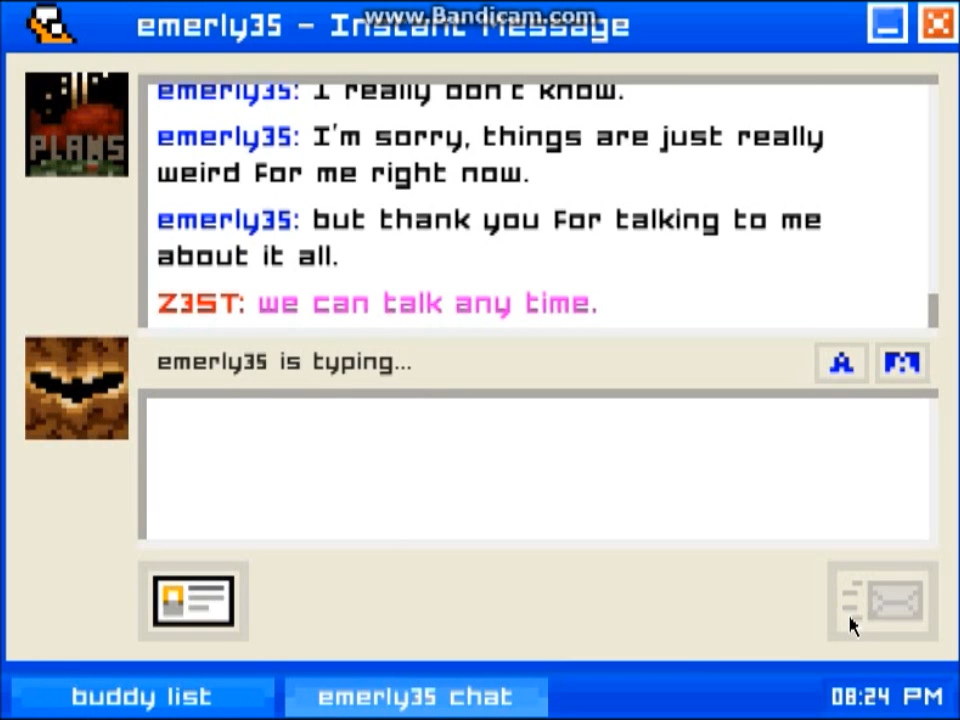 www.Bandicam.com
emerly35 - Instant Message
PLANS
emerly35: I really don't know.
emerly35: I'm sorry, things are just really
weird for me right now.
emerly35: but thank you for talking to me
about it all.
Z3ST: we can talk any time.
emerly35 is typing...
A
buddy list
emerly35 chat
08:24 PM